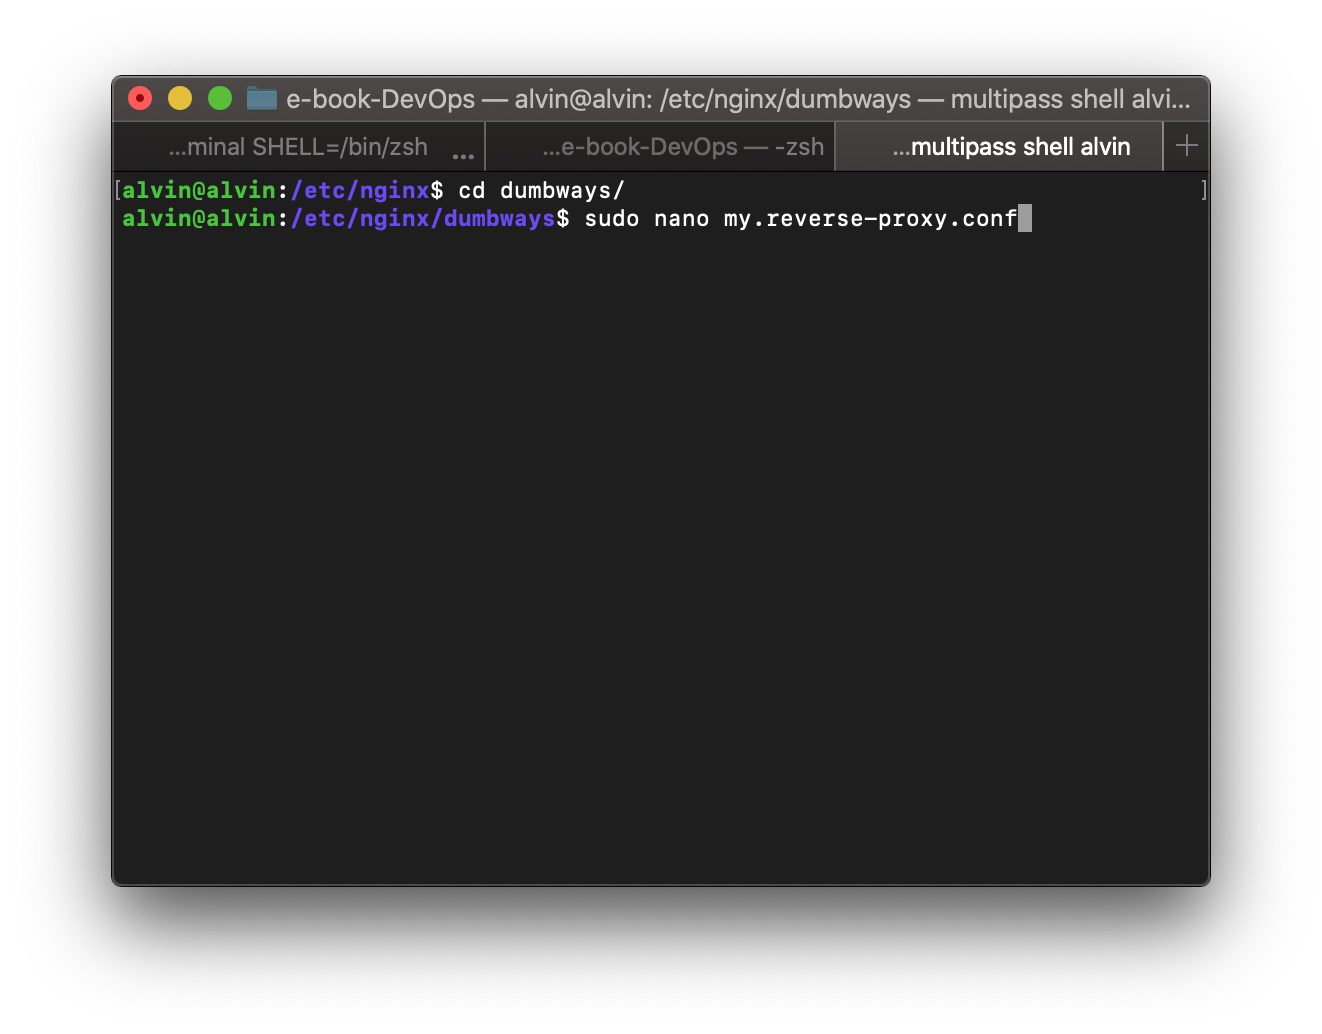 e-book-DevOps — alvin@alvin: /etc/nginx/dumbways — multipass shell alvi...
...minal SHELL=/bin/zsh ...
...e-book-DevOps — -zsh
...multipass shell alvin
+
[alvin@alvin:/etc/nginx$ cd dumbways/ ]
alvin@alvin:/etc/nginx/dumbways$ sudo nano my.reverse-proxy.conf